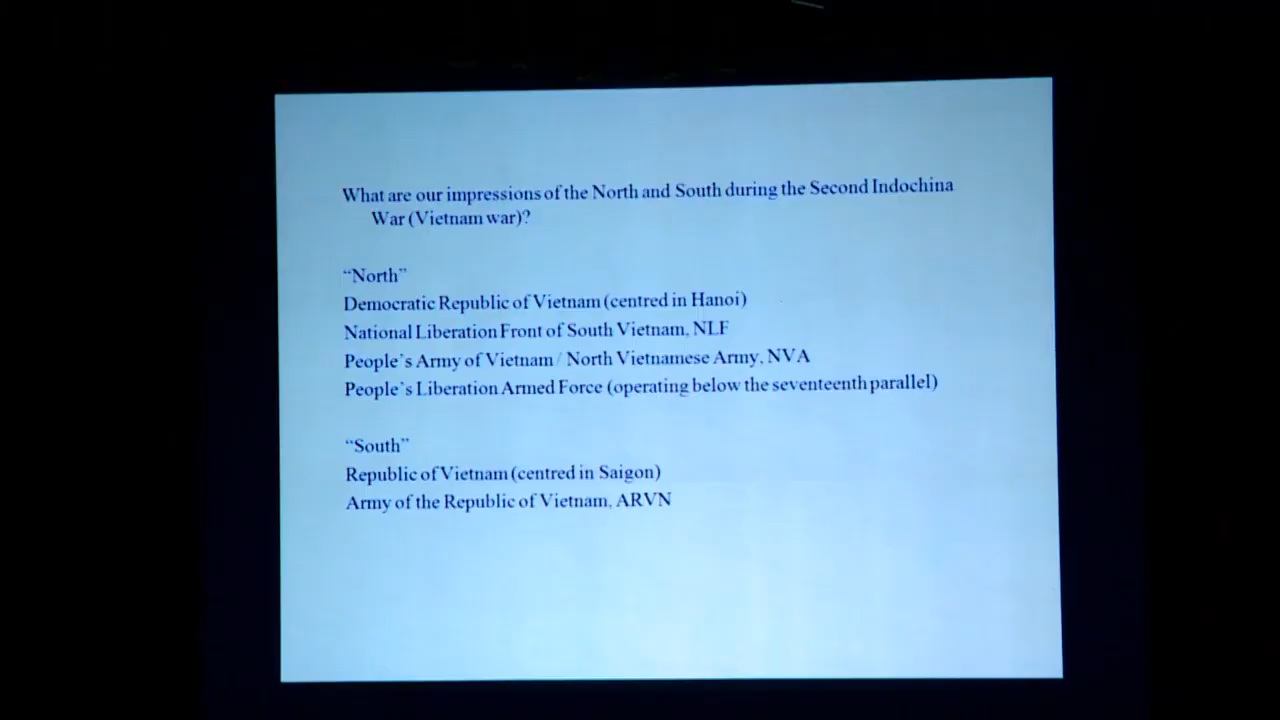 What are our impressions of the North and South during the Second Indochina
War (Vietnam war)?
“North”
Democratic Republic of Vietnam (centred in Hanoi)
National Liberation Front of South Vietnam, NLF
People’s Army of Vietnam / North Vietnamese Army, NVA
People’s Liberation Armed Force (operating below the seventeenth parallel)
“South”
Republic of Vietnam (centred in Saigon)
Army of the Republic of Vietnam, ARVN